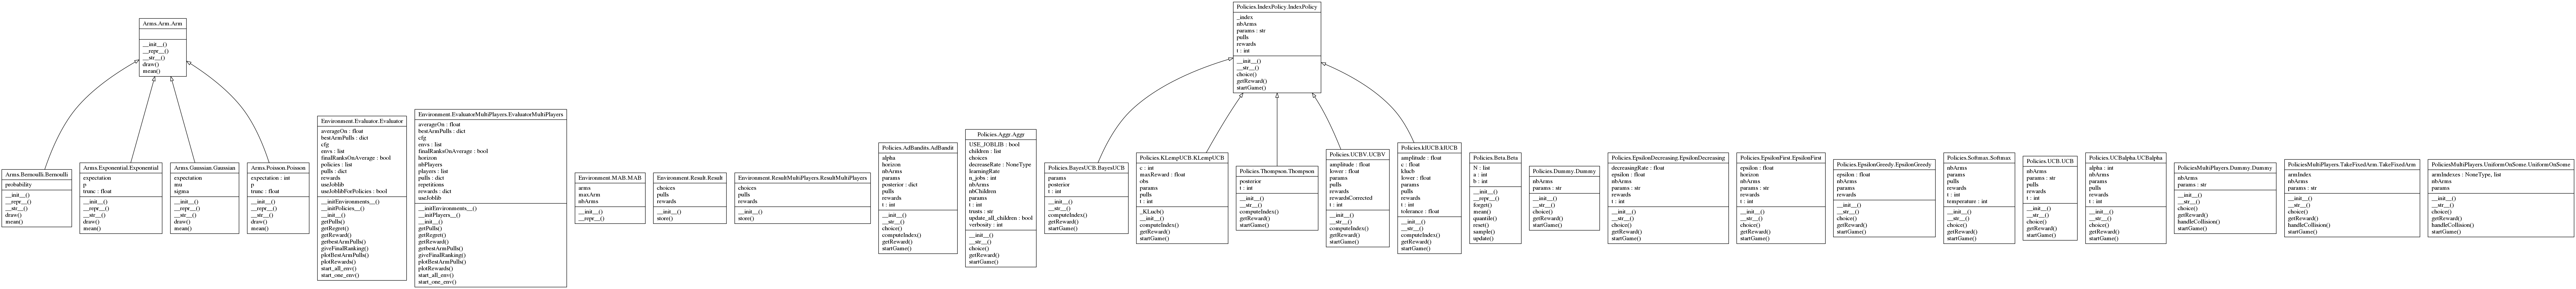 Arms.Arm.Arm
__init__()
__repr__()
__str__()
draw()
mean()
Policies.IndexPolicy.IndexPolicy
_index
nbArms
params : str
pulls
rewards
t : int
__init__()
__str__()
choice()
getReward()
startGame()
Arms.Bernoulli.Bernoulli
probability
__init__()
__repr__()
__str__()
draw()
mean()
Arms.Exponential.Exponential
expectation
p
trunc : float
__init__()
__repr__()
__str__()
draw()
mean()
Arms.Gaussian.Gaussian
expectation
mu
sigma
__init__()
__repr__()
__str__()
draw()
mean()
Arms.Poisson.Poisson
expectation : int
p
trunc : float
__init__()
__repr__()
__str__()
draw()
mean()
Environment.Evaluator.Evaluator
averageOn : float
bestArmPulls : dict
cfg
envs : list
finalRanksOnAverage : bool
horizon
policies : list
pulls : dict
rewards
useJoblib
useJoblibForPolicies : bool
__initEnvironments__()
__initPolicies__()
__init__()
getPulls()
getRegret()
getReward()
getbestArmPulls()
giveFinalRanking()
plotBestArmPulls()
plotRewards()
start_all_env()
start_one_env()
Environment.EvaluatorMultiPlayers.EvaluatorMultiPlayers
averageOn : float
bestArmPulls : dict
cfg
envs : list
finalRanksOnAverage : bool
horizon
nbPlayers
players : list
pulls : dict
repetitions
rewards : dict
useJoblib
__initEnvironments__()
__initPlayers__()
__init__()
getPulls()
getRegret()
getReward()
getbestArmPulls()
giveFinalRanking()
plotBestArmPulls()
plotRewards()
start_all_env()
start_one_env()
Environment.MAB.MAB
arms
maxArm
nbArms
__init__()
__repr__()
Environment.Result.Result
choices
pulls
rewards
__init__()
store()
Environment.ResultMultiPlayers.ResultMultiPlayers
choices
pulls
rewards
__init__()
store()
Policies.AdBandits.AdBandit
alpha
horizon
nbArms
params
posterior : dict
pulls
rewards
t : int
__init__()
__str__()
choice()
computeIndex()
getReward()
startGame()
Policies.Aggr.Aggr
USE_JOBLIB : bool
children : list
choices
decreaseRate : NoneType
learningRate
n_jobs : int
nbArms
nbChildren
params
t : int
trusts : str
update_all_children : bool
verbosity : int
__init__()
__str__()
choice()
getReward()
startGame()
Policies.BayesUCB.BayesUCB
params
posterior
t : int
__init__()
__str__()
computeIndex()
getReward()
startGame()
Policies.KLempUCB.KLempUCB
c : int
maxReward : float
obs
params
pulls
t : int
_KLucb()
__init__()
computeIndex()
getReward()
startGame()
Policies.Thompson.Thompson
posterior
t : int
__init__()
__str__()
computeIndex()
getReward()
startGame()
Policies.UCBV.UCBV
amplitude : float
lower : float
params
pulls
rewards
rewardsCorrected
t : int
__init__()
__str__()
computeIndex()
getReward()
startGame()
Policies.klUCB.klUCB
amplitude : float
c : float
klucb
lower : float
params
pulls
rewards
t : int
tolerance : float
__init__()
__str__()
computeIndex()
getReward()
startGame()
Policies.Beta.Beta
N : list
a : int
b : int
__init__()
__repr__()
forget()
mean()
quantile()
reset()
sample()
update()
Policies.Dummy.Dummy
nbArms
params : str
__init__()
__str__()
choice()
getReward()
startGame()
Policies.EpsilonDecreasing.EpsilonDecreasing
decreasingRate : float
epsilon : float
nbArms
params : str
rewards
t : int
__init__()
__str__()
choice()
getReward()
startGame()
Policies.EpsilonFirst.EpsilonFirst
epsilon : float
horizon
nbArms
params : str
rewards
t : int
__init__()
__str__()
choice()
getReward()
startGame()
Policies.EpsilonGreedy.EpsilonGreedy
epsilon : float
nbArms
params
rewards
__init__()
__str__()
choice()
getReward()
startGame()
Policies.Softmax.Softmax
nbArms
params
pulls
rewards
t : int
temperature : int
__init__()
__str__()
choice()
getReward()
startGame()
Policies.UCB.UCB
nbArms
params : str
pulls
rewards
t : int
__init__()
__str__()
choice()
getReward()
startGame()
Policies.UCBalpha.UCBalpha
alpha : int
nbArms
params
pulls
rewards
t : int
__init__()
__str__()
choice()
getReward()
startGame()
PoliciesMultiPlayers.Dummy.Dummy
nbArms
params : str
__init__()
__str__()
choice()
getReward()
handleCollision()
startGame()
PoliciesMultiPlayers.TakeFixedArm.TakeFixedArm
armIndex
nbArms
params : str
__init__()
__str__()
choice()
getReward()
handleCollision()
startGame()
PoliciesMultiPlayers.UniformOnSome.UniformOnSome
armIndexes : NoneType, list
nbArms
params : str
__init__()
__str__()
choice()
getReward()
handleCollision()
startGame()